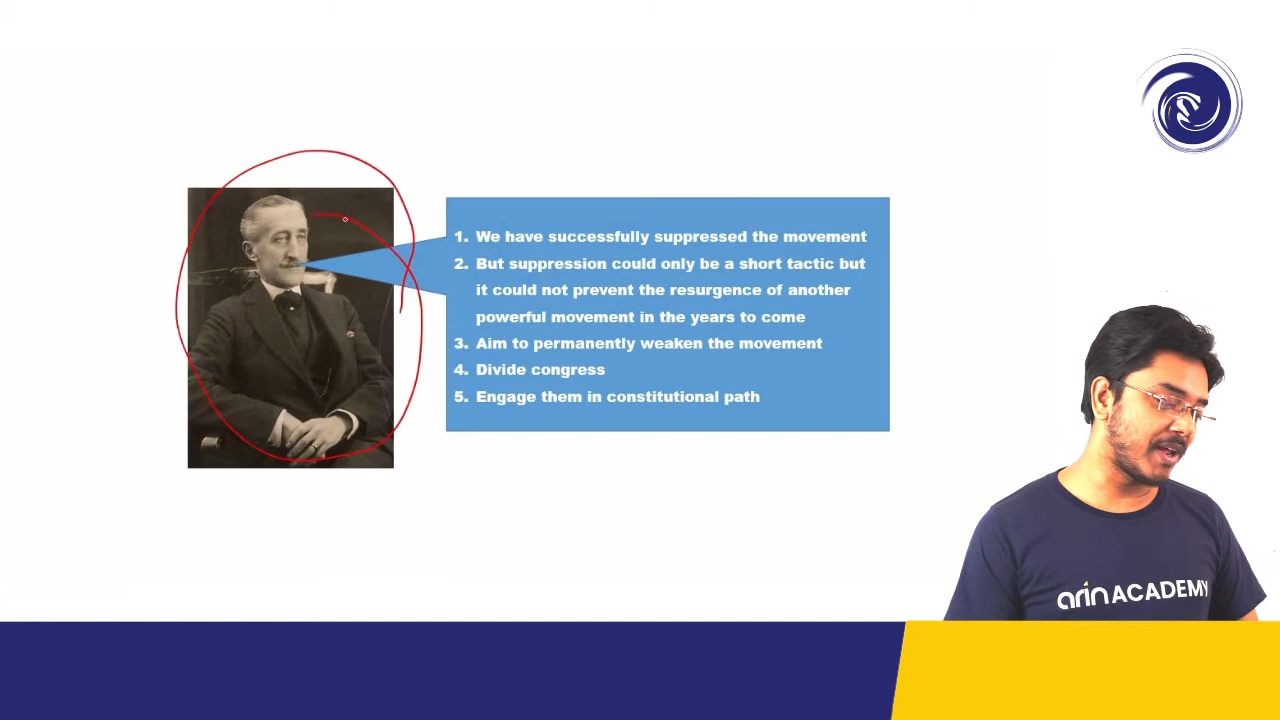 1. We have successfully suppressed the movement
2. But suppression could only be a short tactic but
it could not prevent the resurgence of another
powerful movement in the years to come
3. Aim to permanently weaken the movement
4. Divide congress
5. Engage them in constitutional path
arin ACADEMY